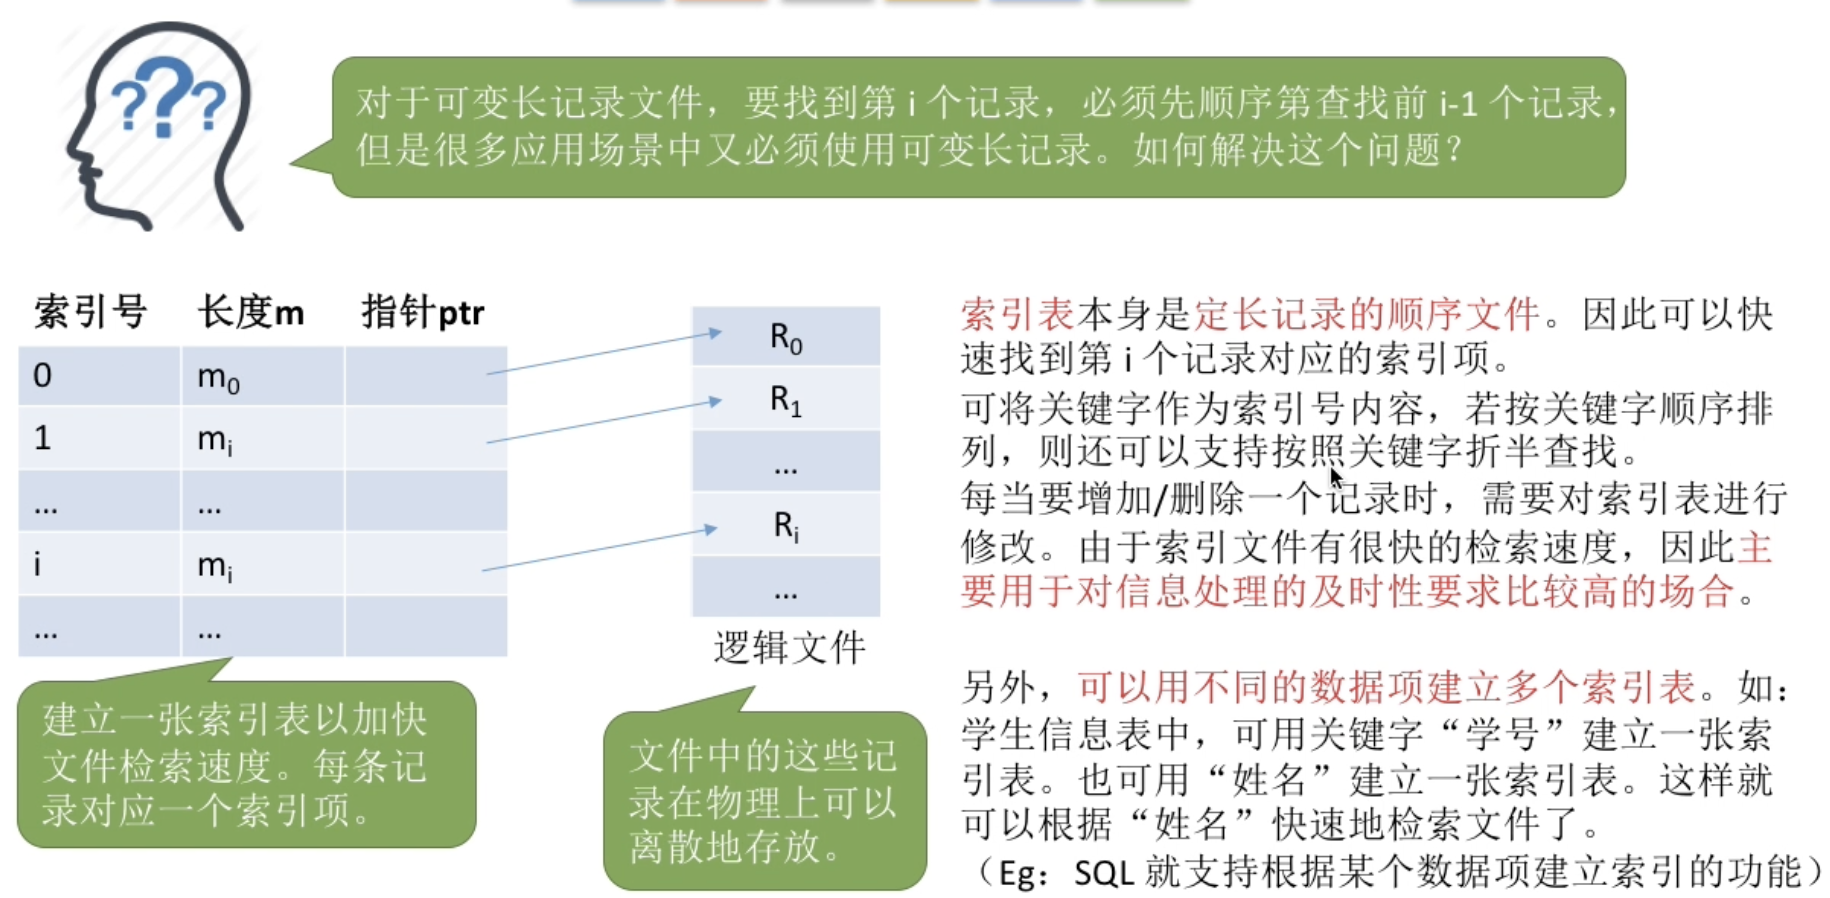 ???
对于可变长记录文件，要找到第 i 个记录，必须先顺序第查找前 i-1 个记录，
但是很多应用场景中又必须使用可变长记录。如何解决这个问题？
索引号 长度m 指针ptr
0 m0
1 mi
... ...
i mi
... ...
建立一张索引表以加快
文件检索速度。每条记
录对应一个索引项。
R0
R1
...
Ri
...
逻辑文件
文件中的这些记
录在物理上可以
离散地存放。
索引表本身是定长记录的顺序文件。因此可以快
速找到第 i 个记录对应的索引项。
可将关键字作为索引号内容，若按关键字顺序排
列，则还可以支持按照关键字折半查找。
每当要增加/删除一个记录时，需要对索引表进行
修改。由于索引文件有很快的检索速度，因此主
要用于对信息处理的及时性要求比较高的场合。
另外，可以用不同的数据项建立多个索引表。如：
学生信息表中，可用关键字“学号”建立一张索
引表。也可用“姓名”建立一张索引表。这样就
可以根据“姓名”快速地检索文件了。
（Eg：SQL 就支持根据某个数据项建立索引的功能）